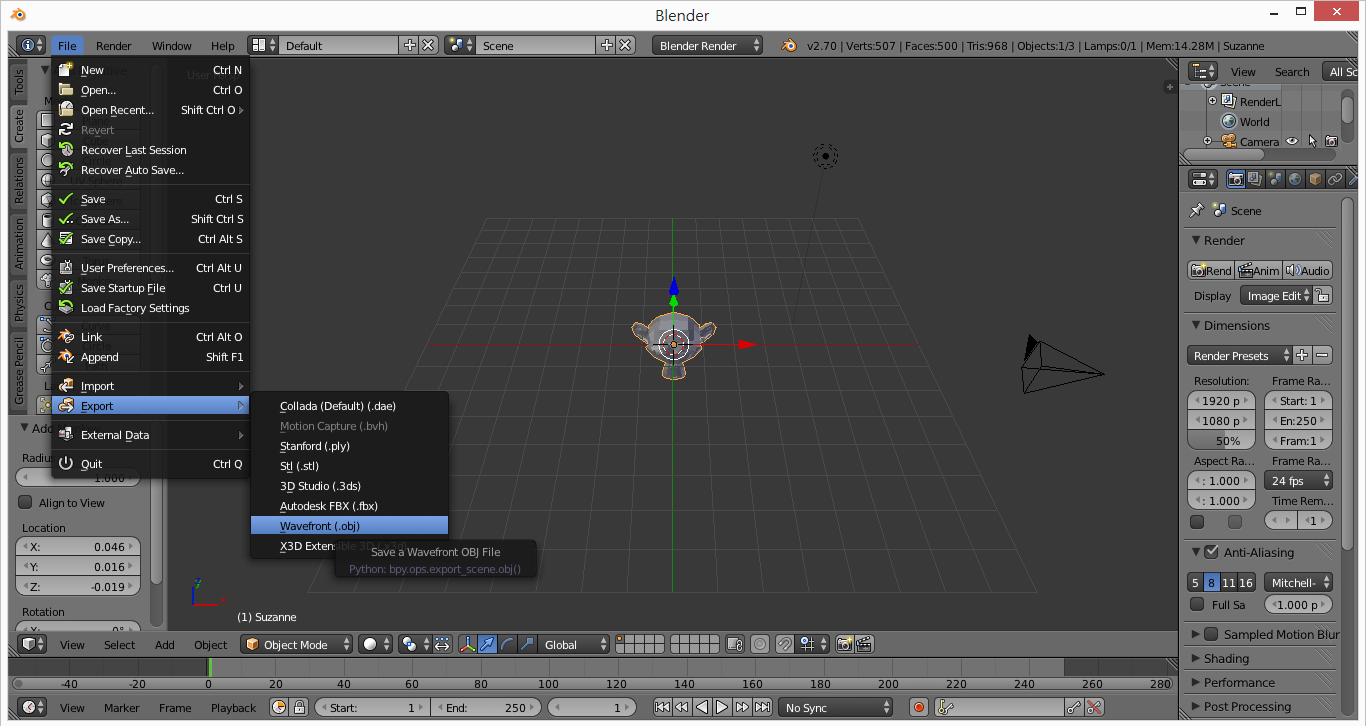 Blender
File Render Window Help Default Scene Blender Render v2.70 | Verts:507 | Faces:500 | Tris:968 | Objects:1/3 | Lamps:0/1 | Mem:14.28M | Suzanne
New Ctrl N
Open... Ctrl O
Open Recent... Shift Ctrl O
Revert
Recover Last Session
Recover Auto Save...
Save Ctrl S
Save As... Shift Ctrl S
Save Copy... Ctrl Alt S
User Preferences... Ctrl Alt U
Save Startup File Ctrl U
Load Factory Settings
Link Ctrl Alt O
Append Shift F1
Import
Export
External Data
Quit Ctrl Q
Collada (Default) (.dae)
Motion Capture (.bvh)
Stanford (.ply)
Stl (.stl)
3D Studio (.3ds)
Autodesk FBX (.fbx)
Wavefront (.obj)
X3D Exten
Save a Wavefront OBJ File
Python: bpy.ops.export_scene.obj()
Tools
Create
Relations
Animation
Physics
Grease Pencil
Radiu
1.000
Align to View
Location
X: 0.046
Y: 0.016
Z: -0.019
Rotation
(1) Suzanne
View Search All Sc
Scene
RenderL
World
Camera
Scene
Render
Rend Anim Audio
Display Image Edit
Dimensions
Render Presets
Resolution: Frame Ra...
1920 p Start: 1
1080 p En:250
50% Fram:1
Aspect Ra... Frame Ra...
: 1.000 24 fps
: 1.000 Time Rem...
1
Anti-Aliasing
5 8 11 16 Mitchell-
Full Sa 1.000 p
Sampled Motion Blur
Shading
Performance
Post Processing
View Select Add Object Object Mode Global
-40 -20 0 20 40 60 80 100 120 140 160 180 200 220 240 260 280
View Marker Frame Playback Start: 1 End: 250 1 No Sync